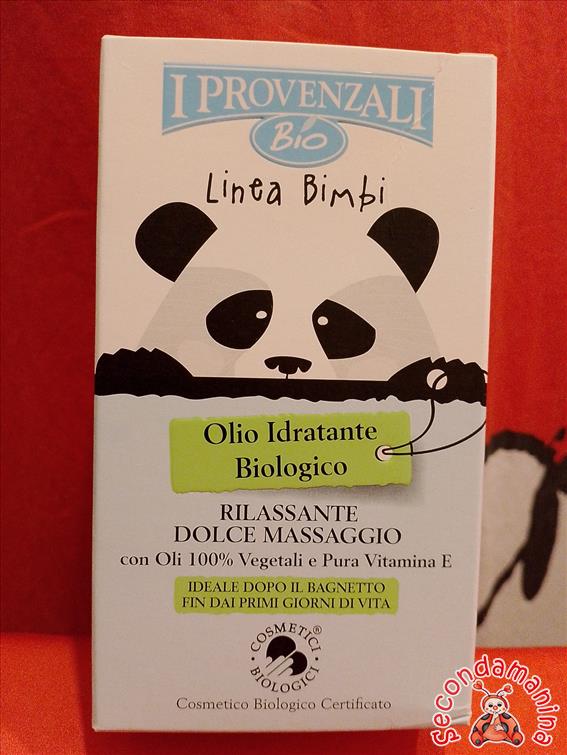 I PROVENZALI
Bio
Linea Bimbi
Olio Idratante
Biologico
RILASSANTE
DOLCE MASSAGGIO
con Oli 100% Vegetali e Pura Vitamina E
IDEALE DOPO IL BAGNETTO
FIN DAI PRIMI GIORNI DI VITA
COSMETICI BIOLOGICI ®
Cosmetico Biologico Certificato
secondamanina